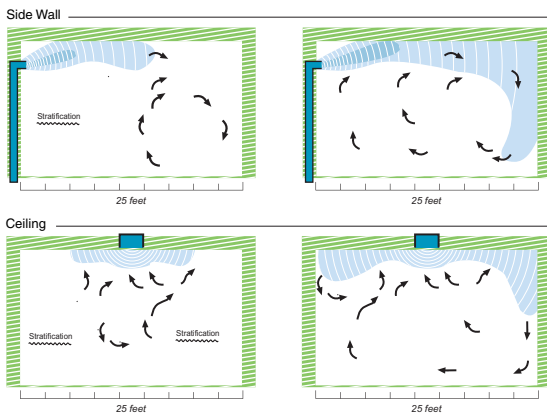 Side Wall
Stratification
25 feet
25 feet
Ceiling
Stratification
Stratification
25 feet
25 feet